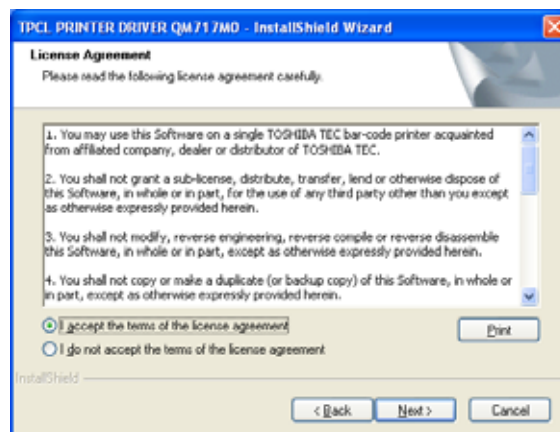 TPCL PRINTER DRIVER QM717MO - InstallShield Wizard
License Agreement
Please read the following license agreement carefully.
1. You may use this Software on a single TOSHIBA TEC bar-code printer acquainted
from affiliated company, dealer or distributor of TOSHIBA TEC.
2. You shall not grant a sub-license, distribute, transfer, lend or otherwise dispose of
this Software, in whole or in part, for the use of any third party other than you except
as otherwise expressly provided herein.
3. You shall not modify, reverse engineering, reverse compile or reverse disassemble
this Software, in whole or in part, except as otherwise expressly provided herein.
4. You shall not copy or make a duplicate (or backup copy) of this Software, in whole or
in part, except as otherwise expressly provided herein.
I accept the terms of the license agreement
Print
I do not accept the terms of the license agreement
InstallShield
< Back
Next >
Cancel